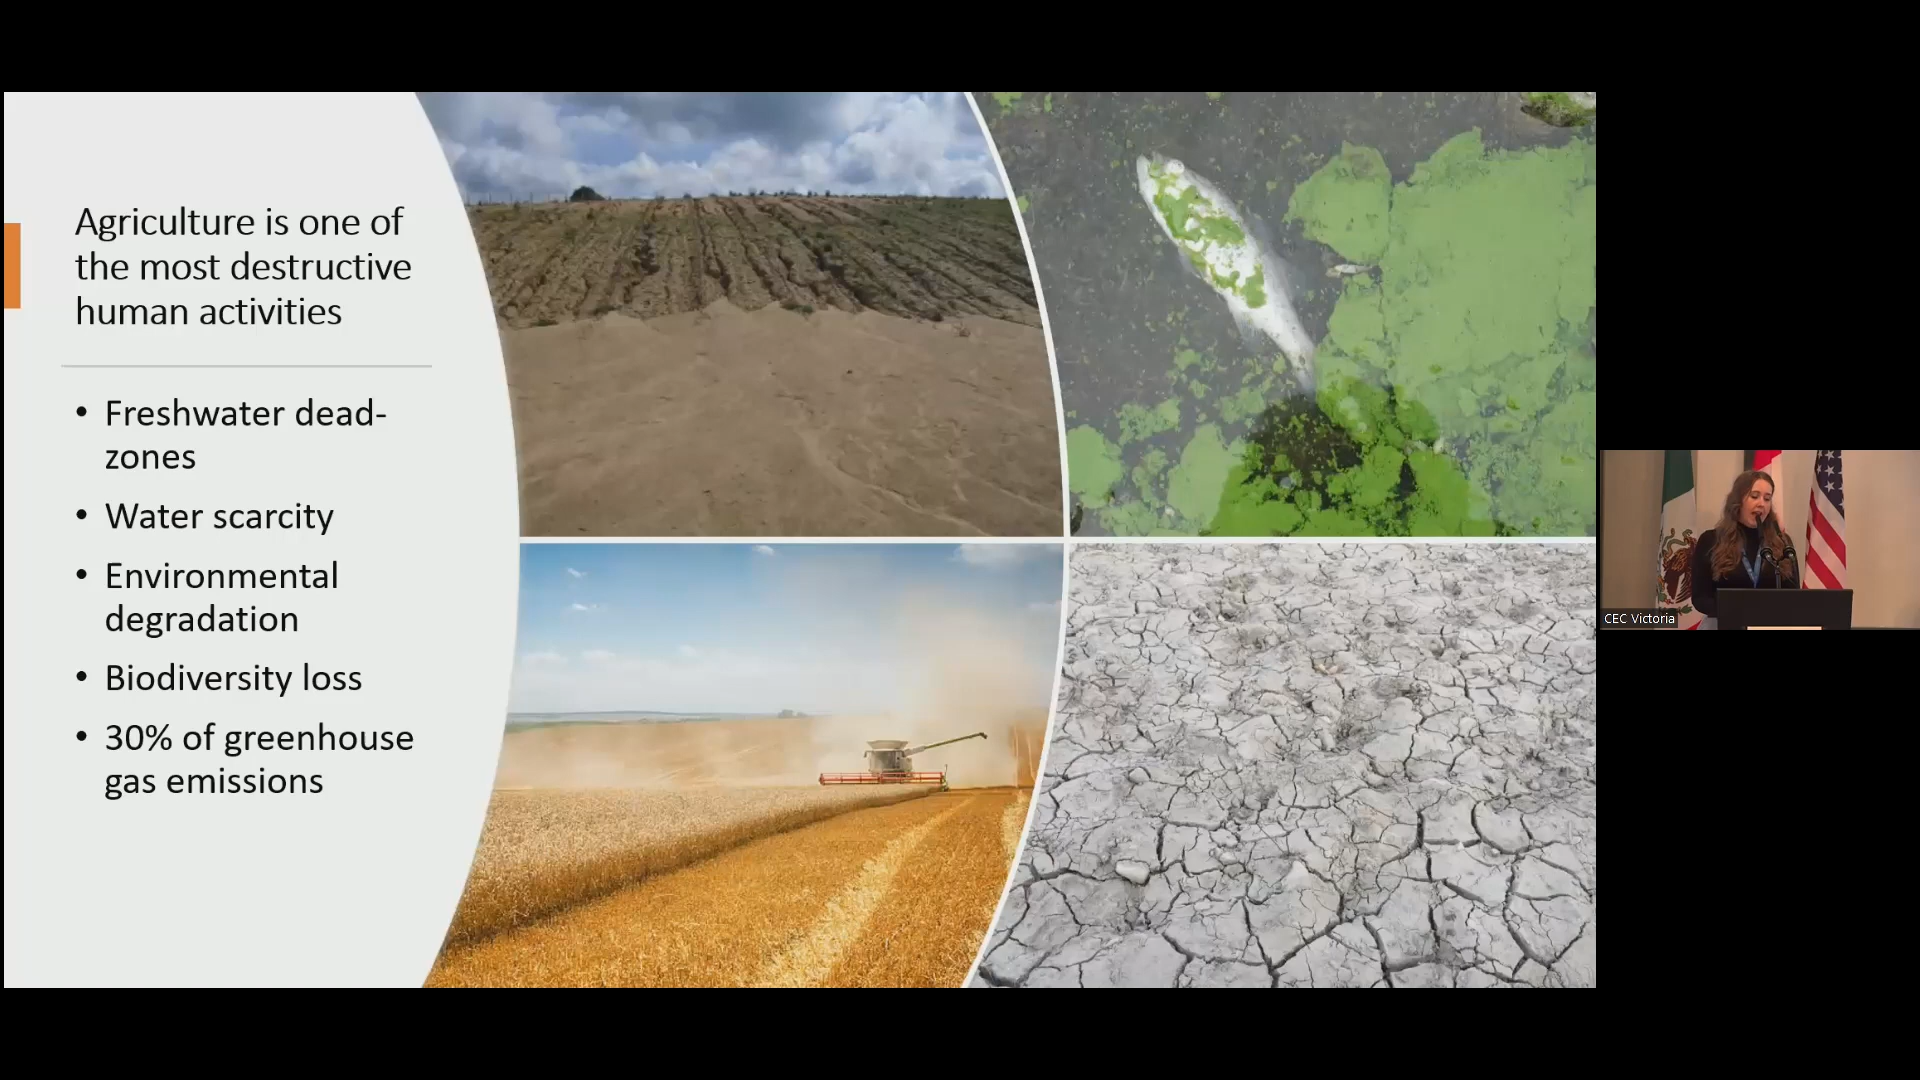 Agriculture is one of
the most destructive
human activities
• Freshwater dead-
zones
• Water scarcity
• Environmental
degradation
• Biodiversity loss
• 30% of greenhouse
gas emissions
CEC Victoria